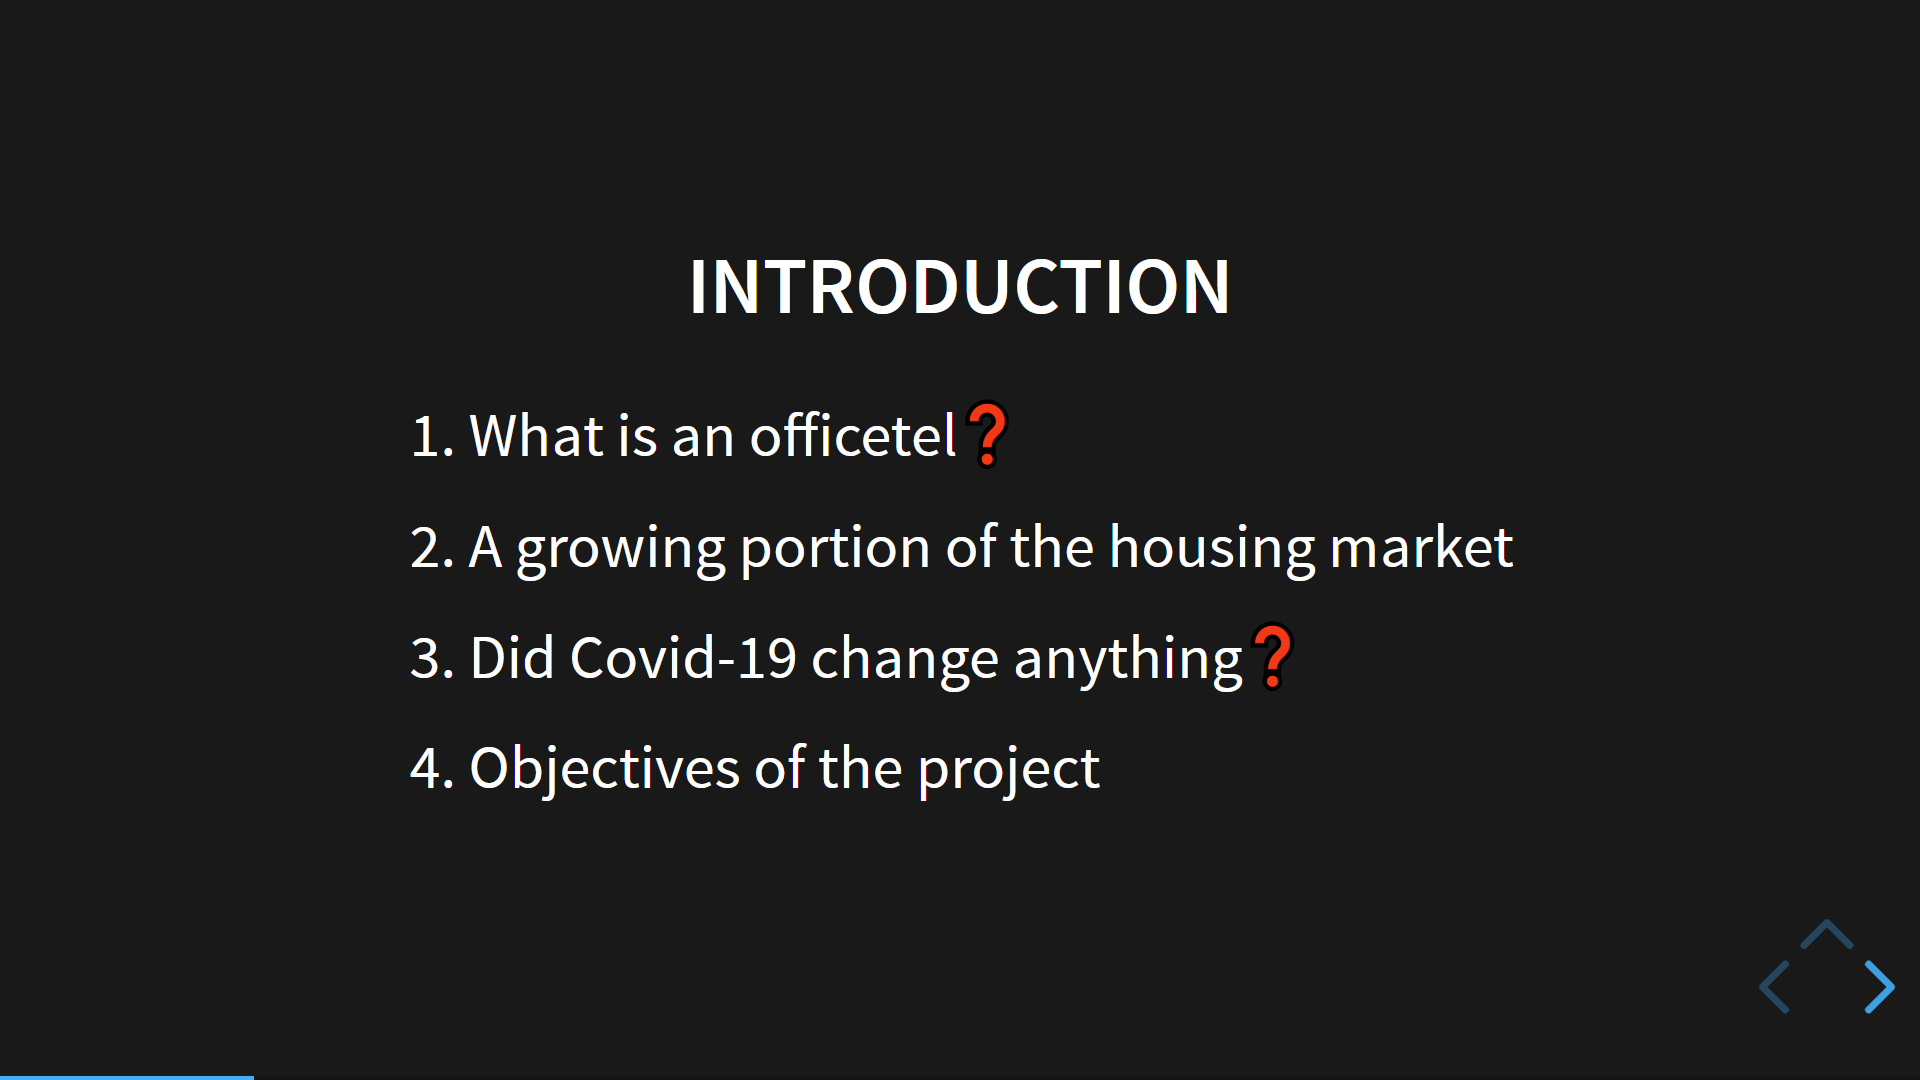 INTRODUCTION
1. What is an officetel❓
2. A growing portion of the housing market
3. Did Covid-19 change anything❓
4. Objectives of the project